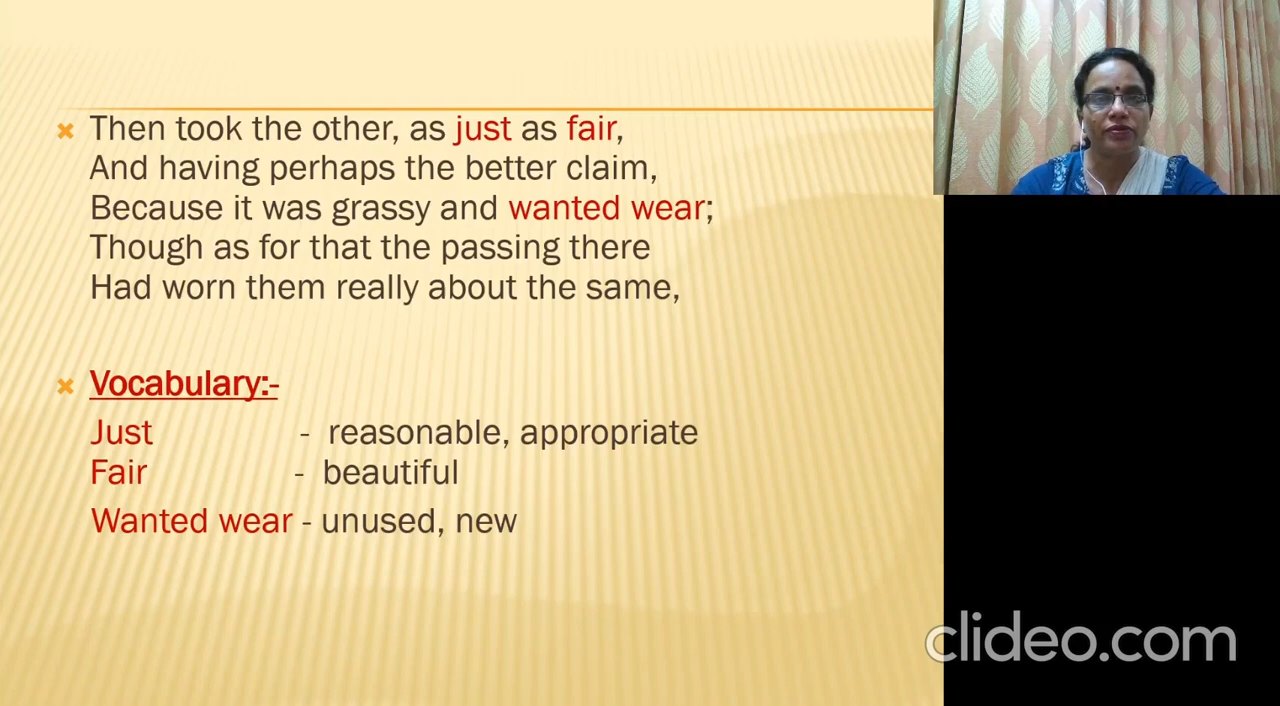 Then took the other, as just as fair,
And having perhaps the better claim,
Because it was grassy and wanted wear;
Though as for that the passing there
Had worn them really about the same,
Vocabulary:-
Just - reasonable, appropriate
Fair - beautiful
Wanted wear - unused, new
clideo.com